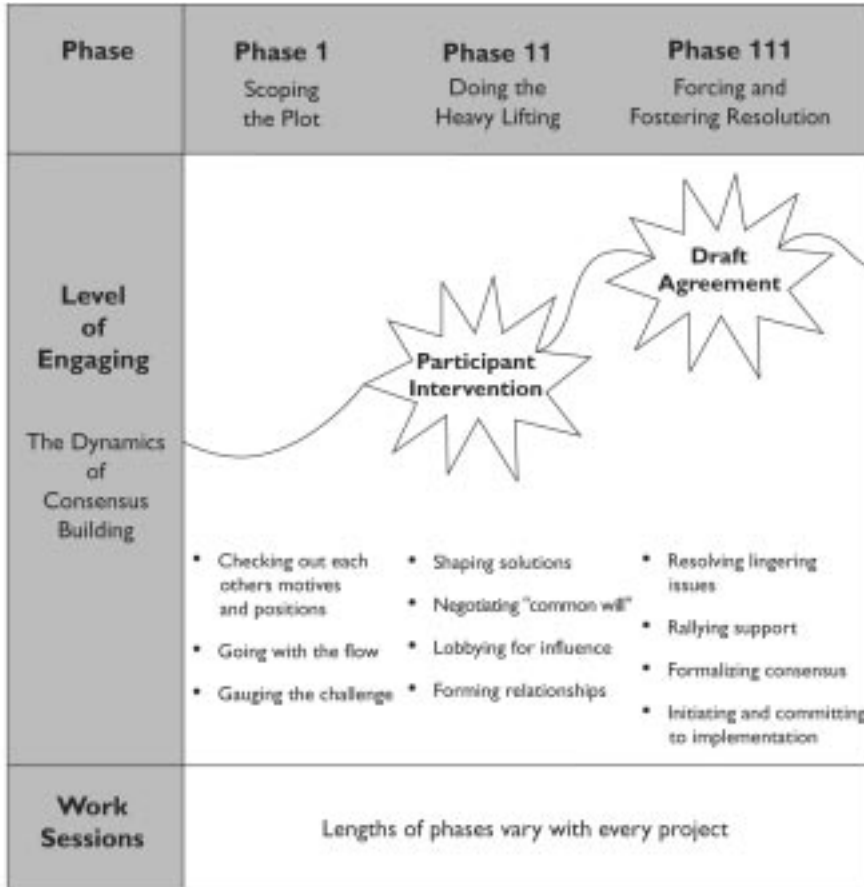 Phase
Phase 1
Scoping
the Plot
Phase 11
Doing the
Heavy Lifting
Phase 111
Forcing and
Fostering Resolution
Level
of
Engaging
The Dynamics
of
Consensus
Building
Participant
Intervention
Draft
Agreement
• Checking out each
others motives
and positions
• Going with the flow
• Gauging the challenge
• Shaping solutions
• Negotiating "common will"
• Lobbying for influence
• Forming relationships
• Resolving lingering
issues
• Rallying support
• Formalizing consensus
• Initiating and committing
to implementation
Work
Sessions
Lengths of phases vary with every project